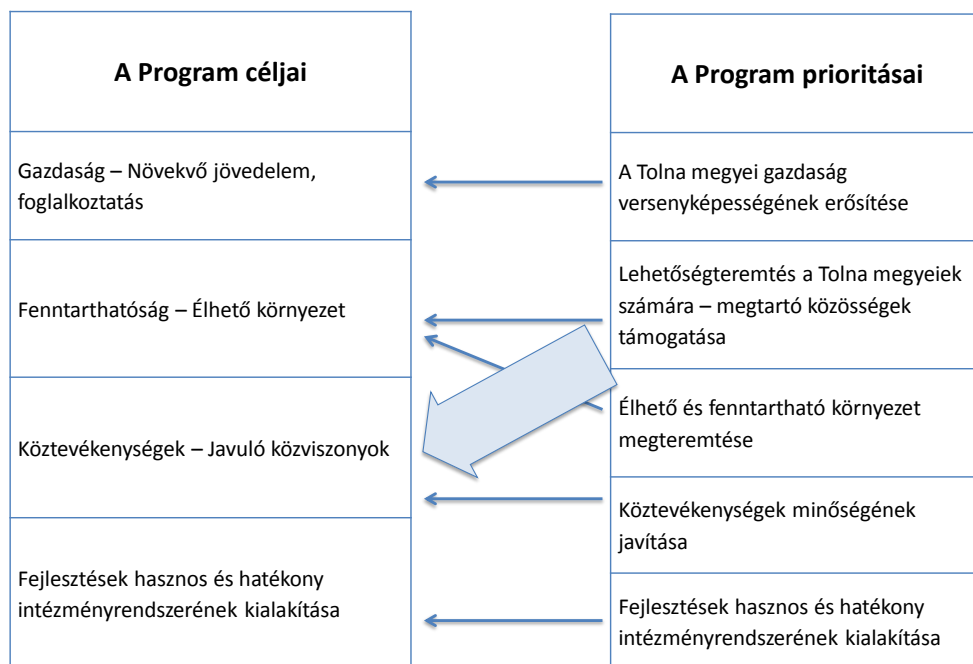 A Program céljai
Gazdaság – Növekvő jövedelem,
foglalkoztatás
Fenntarthatóság – Élhető környezet
Köztevékenységek – Javuló közviszonyok
Fejlesztések hasznos és hatékony
intézményrendszerének kialakítása
A Program prioritásai
A Tolna megyei gazdaság
versenyképességének erősítése
Lehetőségteremtés a Tolna megyeiek
számára – megtartó közösségek
támogatása
Élhető és fenntartható környezet
megteremtése
Köztevékenységek minőségének
javítása
Fejlesztések hasznos és hatékony
intézményrendszerének kialakítása